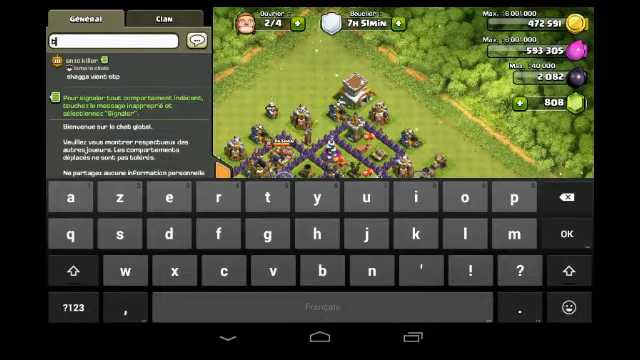 Général
Clan
Ouvrier
2/4
Bouclier
7H 51min
Max.: 6 001 000
472 591
Max.: 6 001 000
593 305
Max.: 40 000
2 082
808
enzo killer
shegga vient stp
Pour signaler tout comportement indécent,
touchez le message inapproprié et
sélectionnez "Signaler".
Bienvenue sur le chat global.
Veuillez vous montrer respectueux des
autres joueurs. Les comportements
déplacés ne sont pas tolérés.
Ne partagez aucune information personnelle
a z e r t y u i o p
q s d f g h j k l m OK
w x c v b n ' ! ?
?123 , Français .